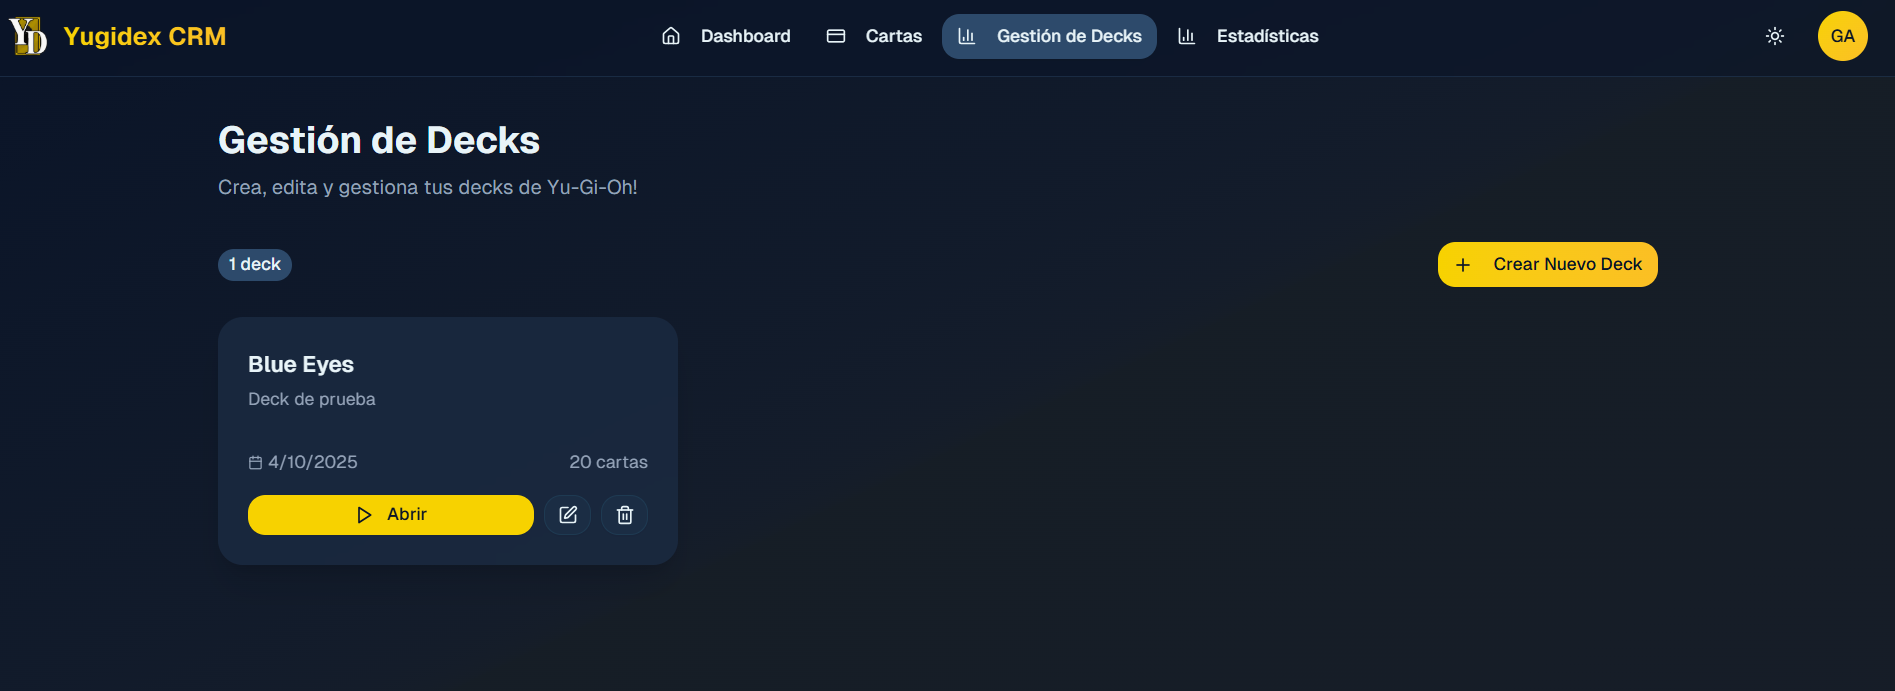 YD Yugidex CRM
Dashboard Cartas Gestión de Decks Estadísticas
GA
Gestión de Decks
Crea, edita y gestiona tus decks de Yu-Gi-Oh!
1 deck
Crear Nuevo Deck
Blue Eyes
Deck de prueba
4/10/2025 20 cartas
Abrir